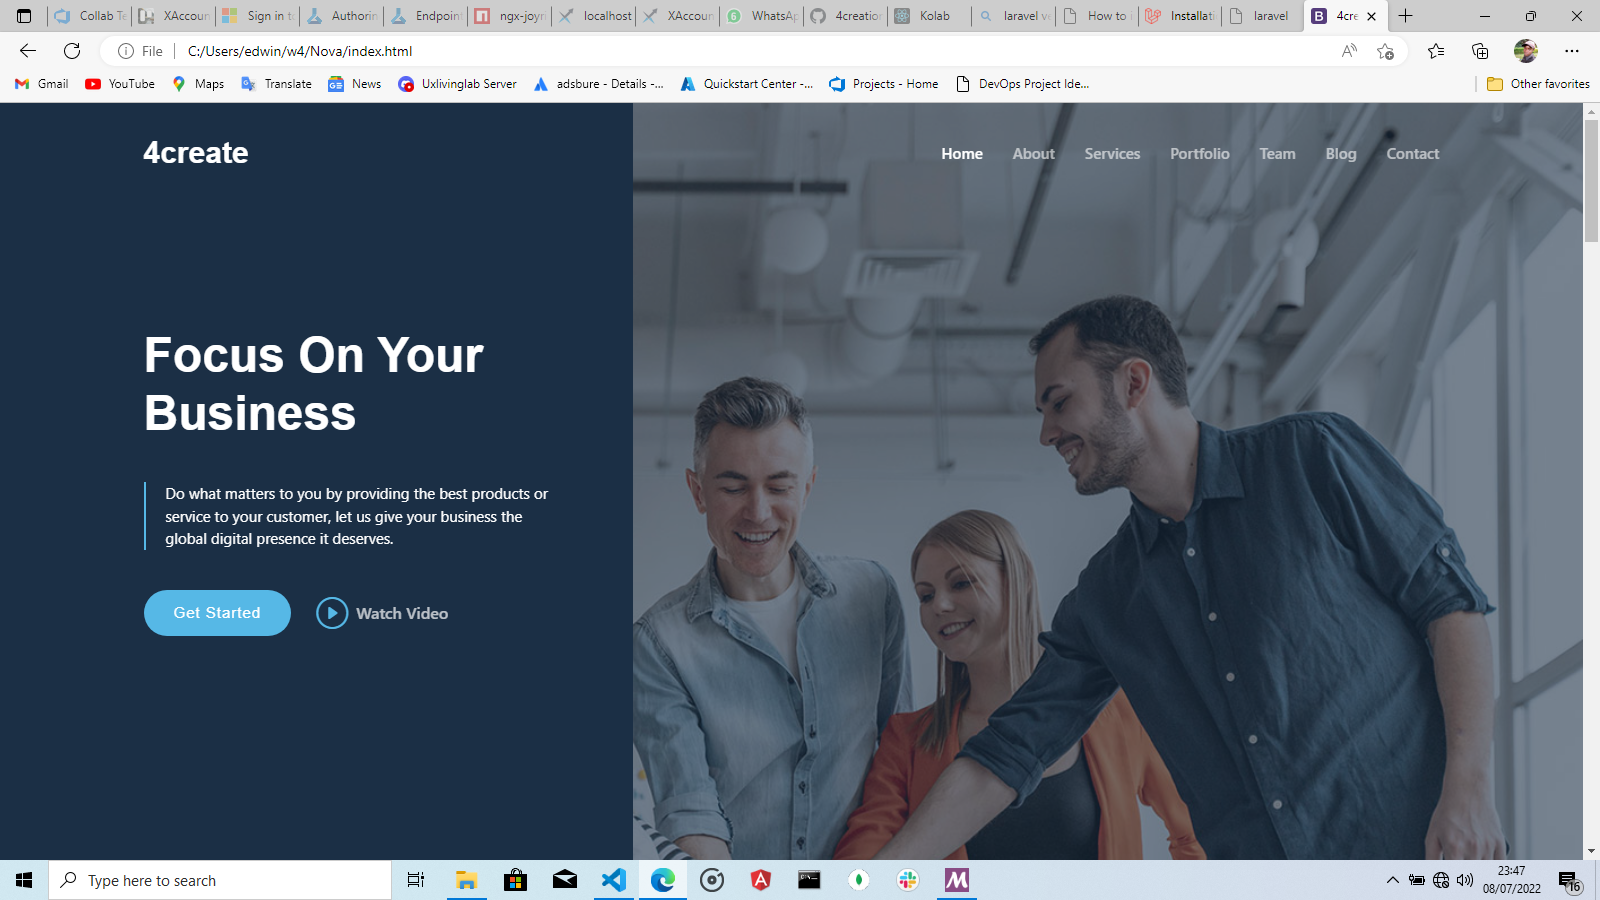 Collab Te
XAccoun
Sign in t
Authorin
Endpoint
ngx-joyr
localhost
XAccoun
WhatsAp
4creation
Kolab
laravel ve
How to i
Installati
laravel
4cre
File
C:/Users/edwin/w4/Nova/index.html
Gmail
YouTube
Maps
Translate
News
Uxlivinglab Server
adsbure - Details -...
Quickstart Center -...
Projects - Home
DevOps Project Ide...
Other favorites
4create
Home
About
Services
Portfolio
Team
Blog
Contact
Focus On Your
Business
Do what matters to you by providing the best products or
service to your customer, let us give your business the
global digital presence it deserves.
Get Started
Watch Video
Type here to search
23:47
08/07/2022
16